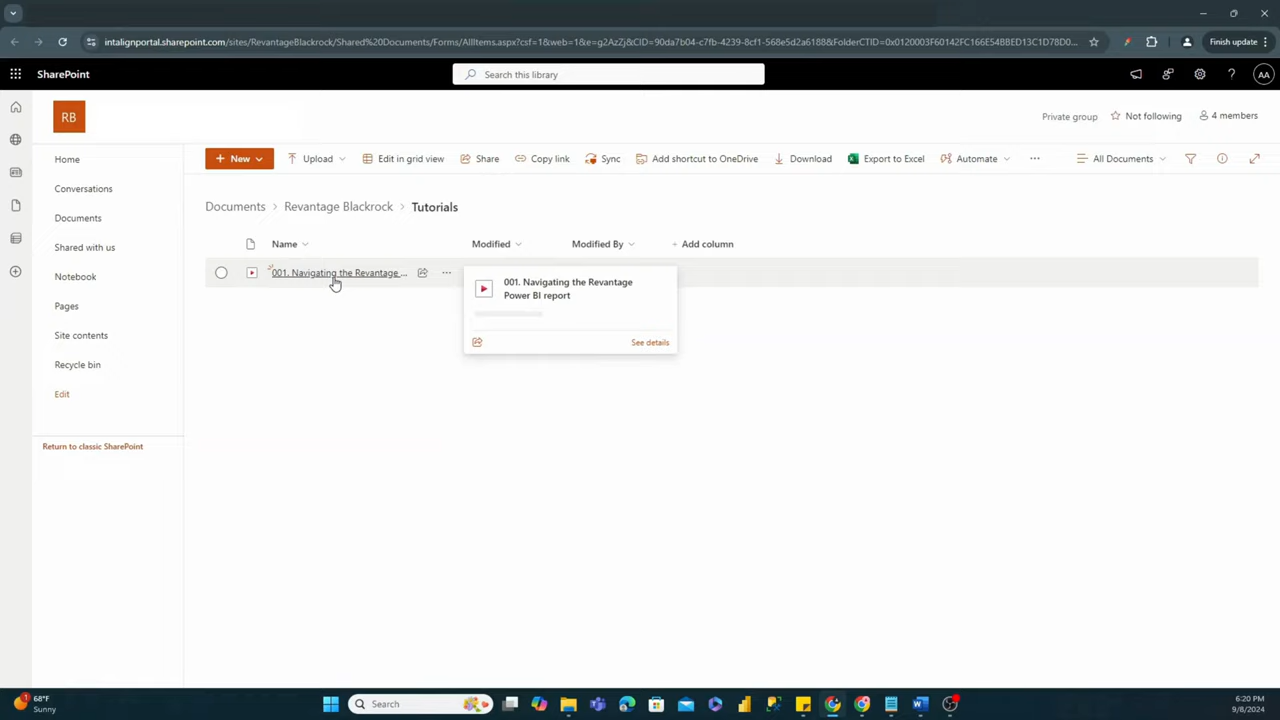 intalignportal.sharepoint.com/sites/RevantageBlackrock/Shared%20Documents/Forms/AllItems.aspx?csf=1&web=1&e=g2AzZj&CID=90da7b04-c7fb-4239-8cf1-568e5d2a6188&FolderCTID=0x0120003F60142FC166E54BBED13C1D78D0...
Finish update
SharePoint
Search this library
AA
RB
Private group
Not following
4 members
Home
Conversations
Documents
Shared with us
Notebook
Pages
Site contents
Recycle bin
Edit
Return to classic SharePoint
New
Upload
Edit in grid view
Share
Copy link
Sync
Add shortcut to OneDrive
Download
Export to Excel
Automate
...
All Documents
Documents > Revantage Blackrock > Tutorials
Name
Modified
Modified By
+ Add column
001. Navigating the Revantage ...
...
001. Navigating the Revantage
Power BI report
See details
1
68°F
Sunny
Search
6:20 PM
9/8/2024